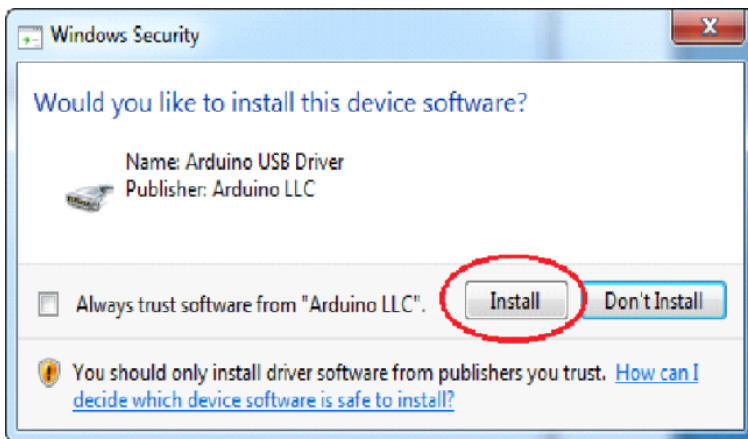 Windows Security
Would you like to install this device software?
Name: Arduino USB Driver
Publisher: Arduino LLC
Always trust software from "Arduino LLC".
Install
Don't Install
You should only install driver software from publishers you trust. How can I
decide which device software is safe to install?